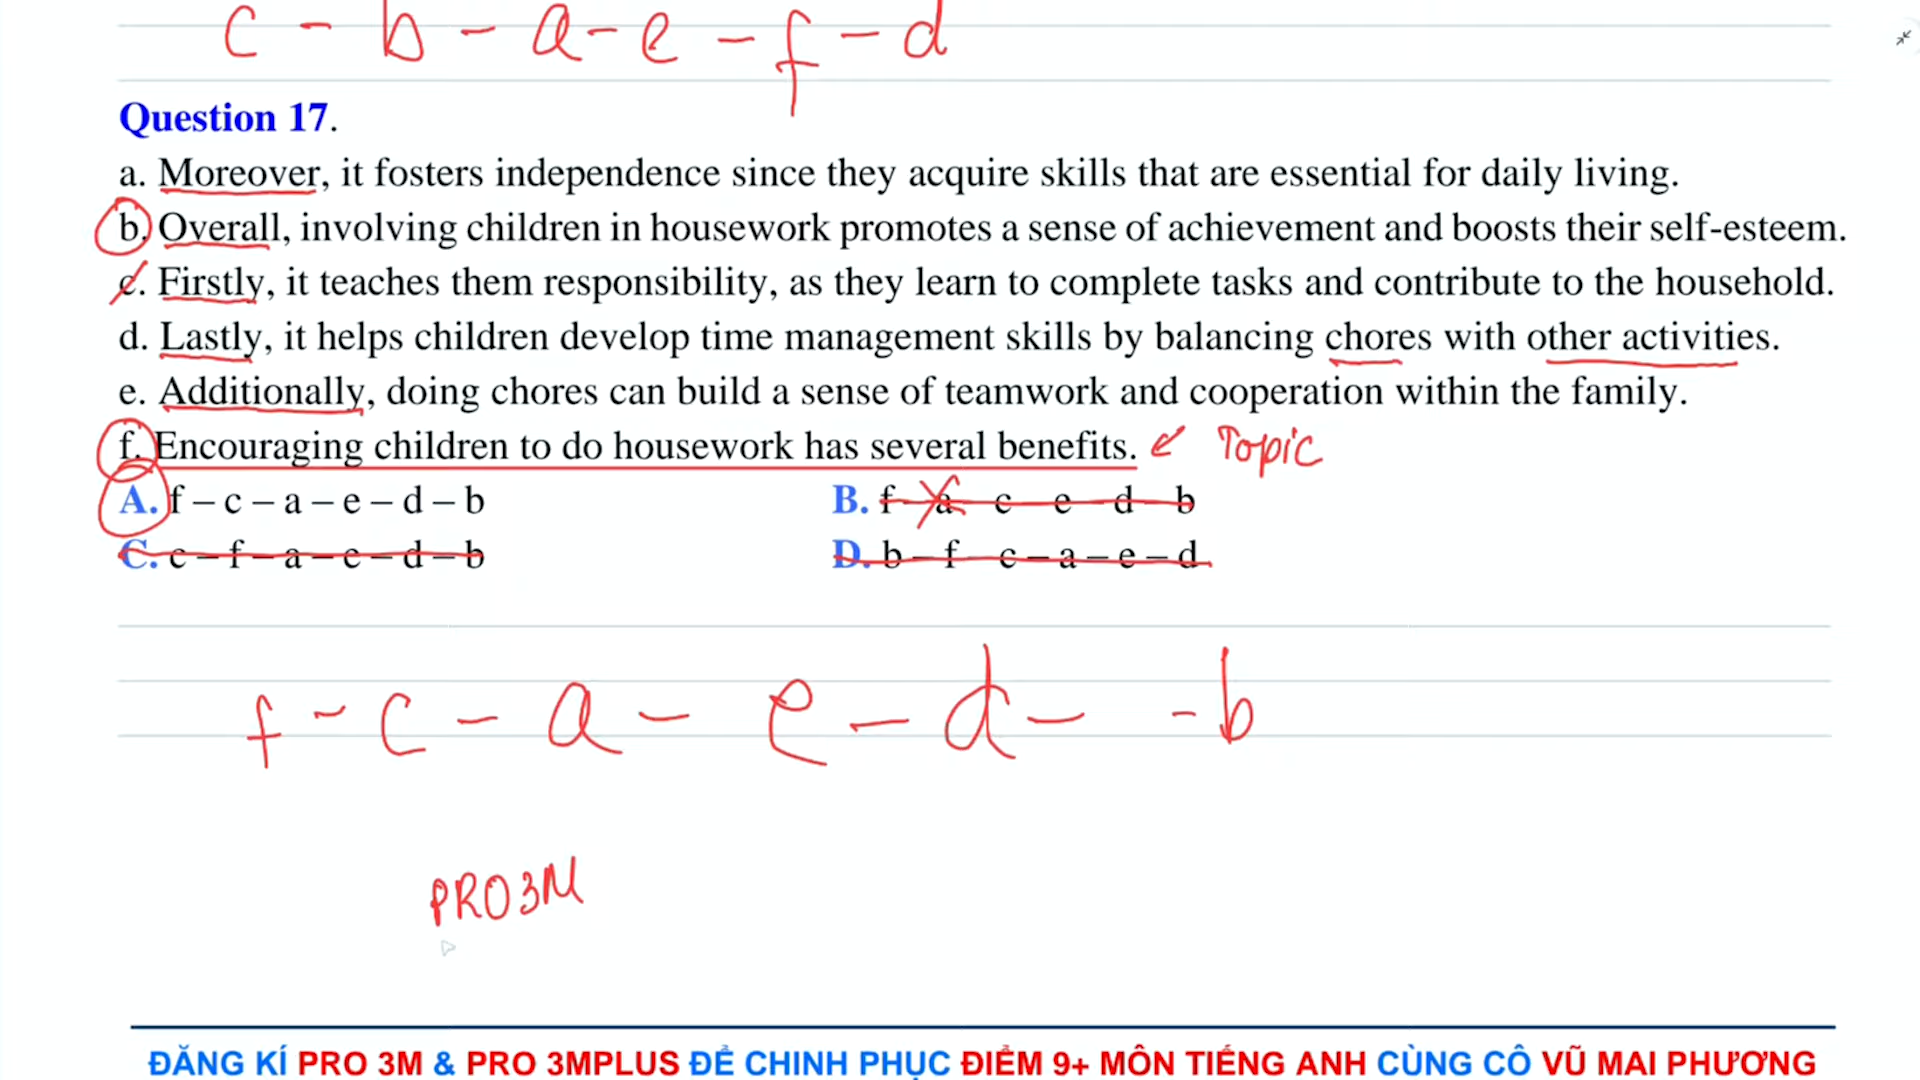 c - b - a - e - f - d
Question 17.
a. Moreover, it fosters independence since they acquire skills that are essential for daily living.
b. Overall, involving children in housework promotes a sense of achievement and boosts their self-esteem.
c. Firstly, it teaches them responsibility, as they learn to complete tasks and contribute to the household.
d. Lastly, it helps children develop time management skills by balancing chores with other activities.
e. Additionally, doing chores can build a sense of teamwork and cooperation within the family.
f. Encouraging children to do housework has several benefits. Topic
A. f – c – a – e – d – b B. f – a – c – e – d – b
C. c – f – a – e – d – b D. b – f – c – a – e – d
f - c - a - e - d - - b
PRO3M
ĐĂNG KÍ PRO 3M & PRO 3MPLUS ĐỂ CHINH PHỤC ĐIỂM 9+ MÔN TIẾNG ANH CÙNG CÔ VŨ MAI PHƯƠNG